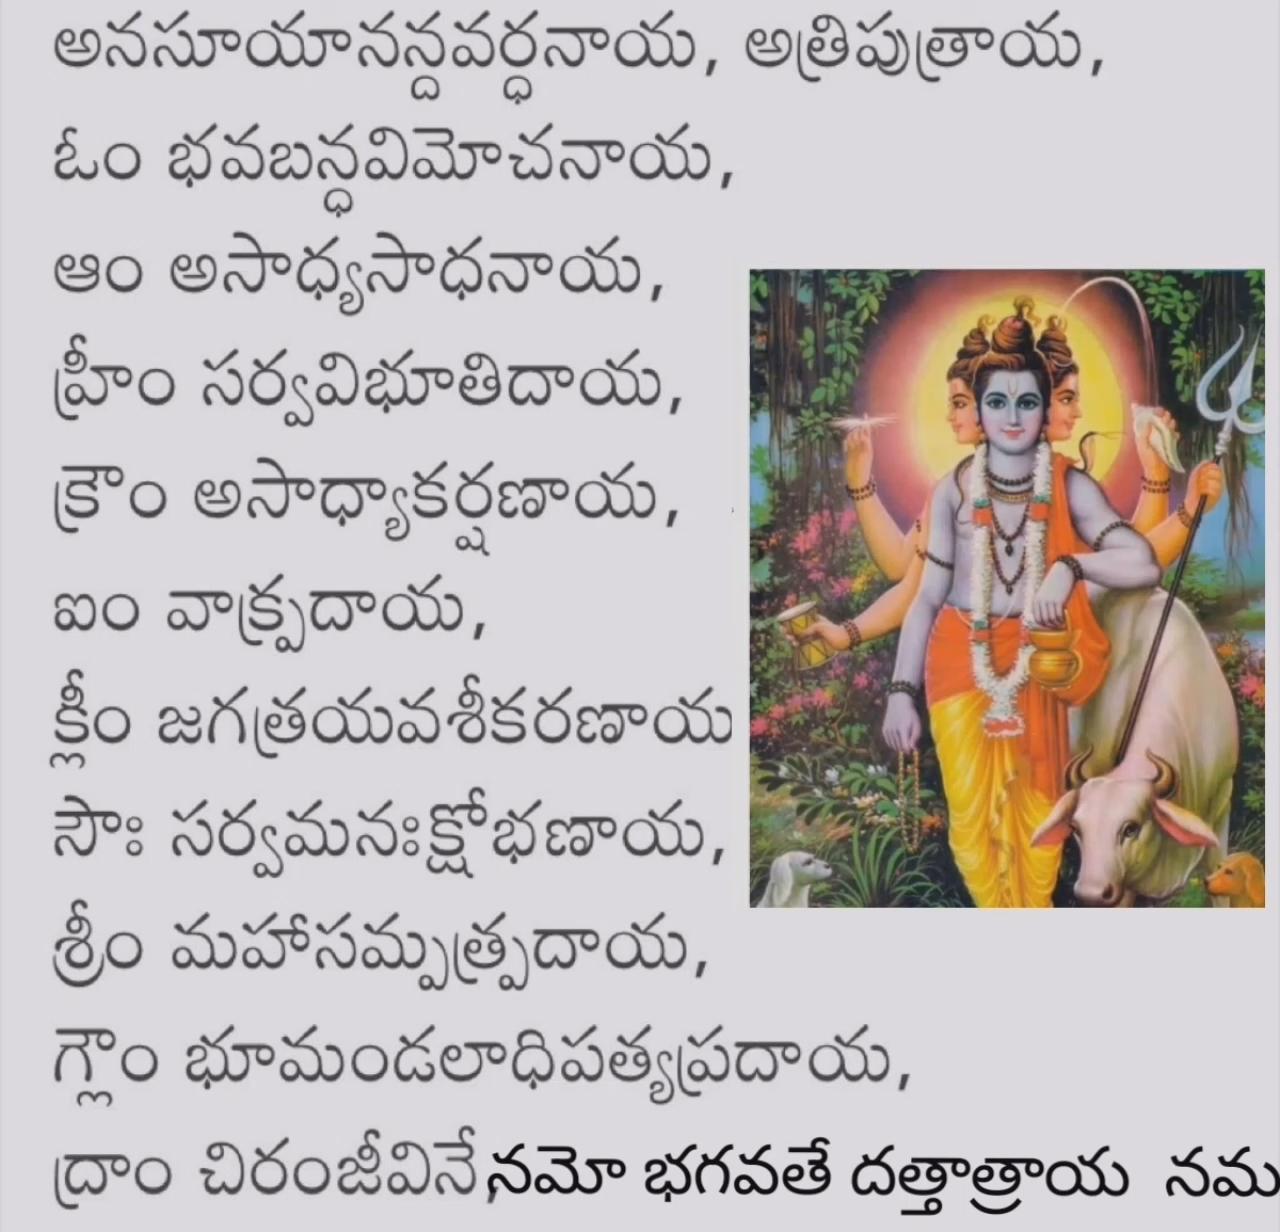 అనసూయానన్దవర్ధనాయ, అత్రిపుత్రాయ,
ఓం భవబన్ధవిమోచనాయ,
ఆం అసాధ్యసాధనాయ,
హ్రీం సర్వవిభూతిదాయ,
క్రౌం అసాధ్యాకర్షణాయ,
ఐం వాక్ప్రదాయ,
క్లీం జగత్రయవశీకరణాయ
సౌః సర్వమనఃక్షోభణాయ,
శ్రీం మహాసమ్పత్ప్రదాయ,
గ్లౌం భూమండలాధిపత్యప్రదాయ,
ద్రాం చిరంజీవినే,నమో భగవతే దత్తాత్రాయ నమ